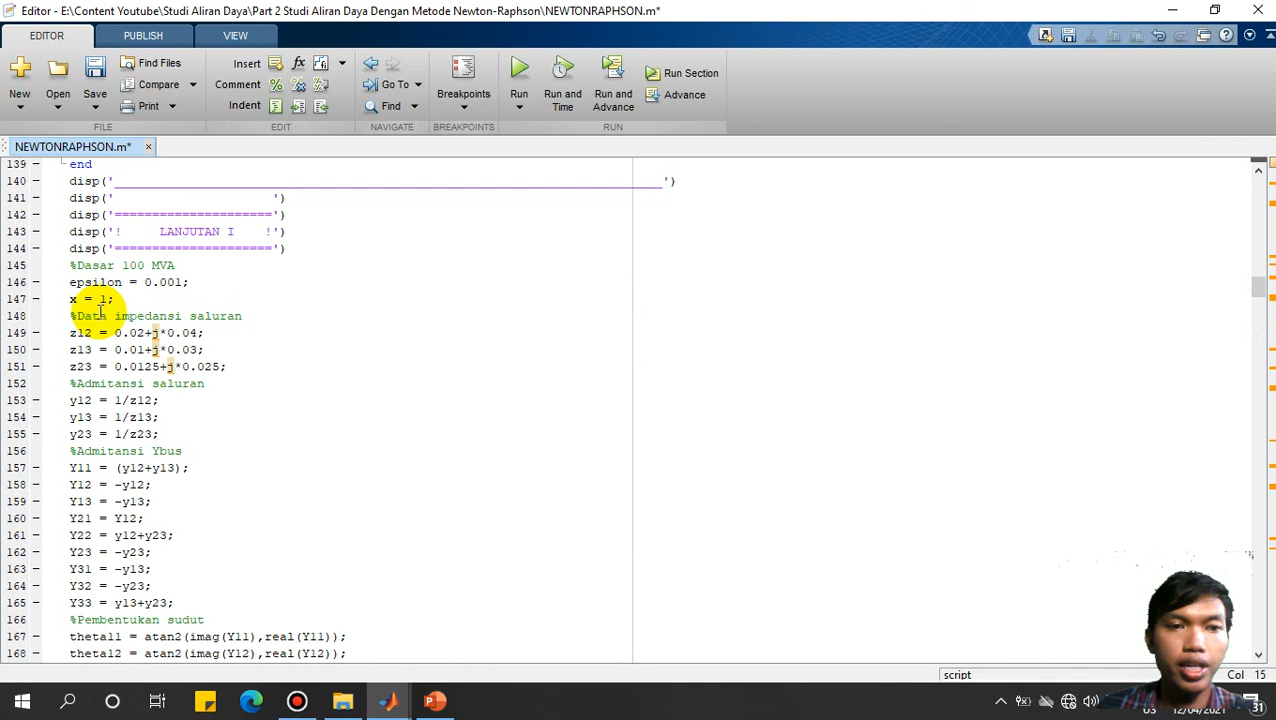 Editor - E:\Content Youtube\Studi Aliran Daya\Part 2 Studi Aliran Daya Dengan Metode Newton-Raphson\NEWTONRAPHSON.m*
EDITOR PUBLISH VIEW
New Open Save Find Files Compare Print
Insert Comment Indent fx
Go To Find
Breakpoints
Run Run and Time Run and Advance Run Section Advance
FILE EDIT NAVIGATE BREAKPOINTS RUN
NEWTONRAPHSON.m* ×
139 – end
140 – disp('_________________________________________________________________________')
141 – disp('                     ')
142 – disp('=====================')
143 – disp('!     LANJUTAN I    !')
144 – disp('=====================')
145 %Dasar 100 MVA
146 – epsilon = 0.001;
147 – x = 1;
148 %Data impedansi saluran
149 – z12 = 0.02+j*0.04;
150 – z13 = 0.01+j*0.03;
151 – z23 = 0.0125+j*0.025;
152 %Admitansi saluran
153 – y12 = 1/z12;
154 – y13 = 1/z13;
155 – y23 = 1/z23;
156 %Admitansi Ybus
157 – Y11 = (y12+y13);
158 – Y12 = -y12;
159 – Y13 = -y13;
160 – Y21 = Y12;
161 – Y22 = y12+y23;
162 – Y23 = -y23;
163 – Y31 = -y13;
164 – Y32 = -y23;
165 – Y33 = y13+y23;
166 %Pembentukan sudut
167 – theta11 = atan2(imag(Y11),real(Y11));
168 – theta12 = atan2(imag(Y12),real(Y12));
script Col 15
12/04/2021 31